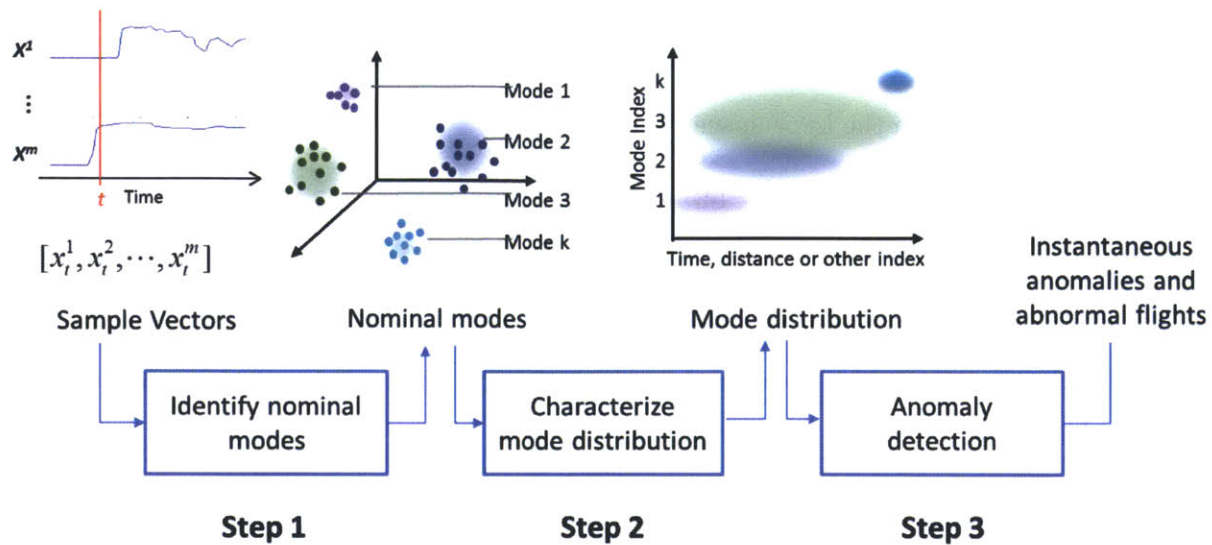 X¹
⋮
Xᵐ
t
Time
[x_t^1, x_t^2, ⋯, x_t^m]
Mode 1
Mode 2
Mode 3
Mode k
Mode Index
k
3
2
1
Time, distance or other index
Sample Vectors
Nominal modes
Mode distribution
Instantaneous
anomalies and
abnormal flights
Identify nominal
modes
Characterize
mode distribution
Anomaly
detection
Step 1
Step 2
Step 3